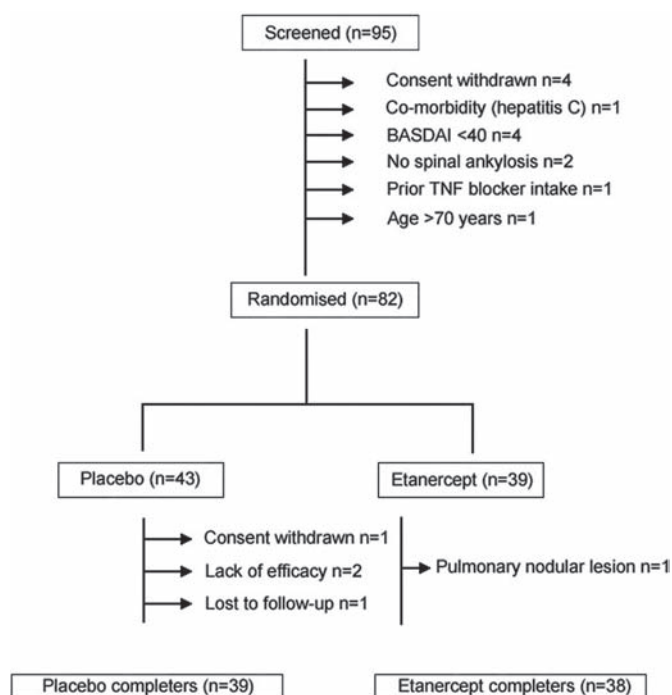 Screened (n=95)
Consent withdrawn n=4
Co-morbidity (hepatitis C) n=1
BASDAI <40 n=4
No spinal ankylosis n=2
Prior TNF blocker intake n=1
Age >70 years n=1
Randomised (n=82)
Placebo (n=43)
Etanercept (n=39)
Consent withdrawn n=1
Lack of efficacy n=2
Lost to follow-up n=1
Pulmonary nodular lesion n=1
Placebo completers (n=39)
Etanercept completers (n=38)